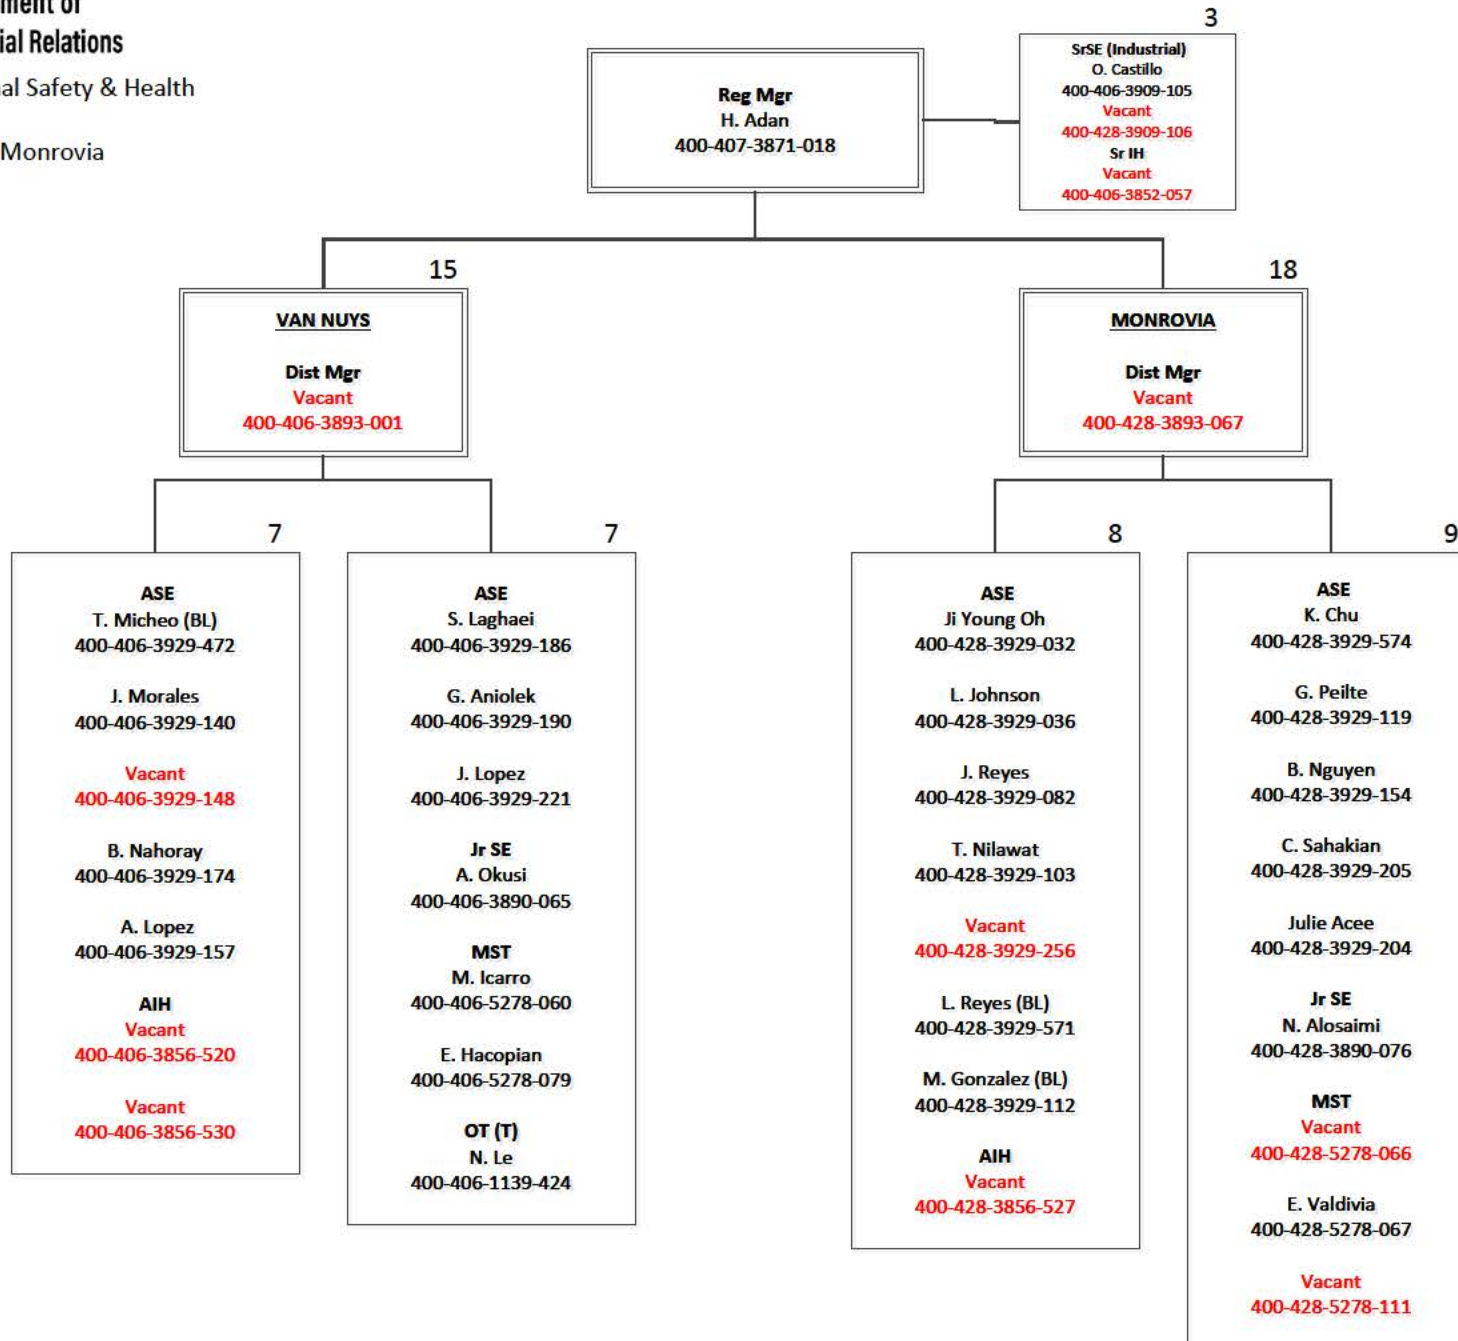 ment of
ial Relations
al Safety & Health
Monrovia
3
SrSE (Industrial)
O. Castillo
400-406-3909-105
Vacant
400-428-3909-106
Sr IH
Vacant
400-406-3852-057
Reg Mgr
H. Adan
400-407-3871-018
15
VAN NUYS
Dist Mgr
Vacant
400-406-3893-001
18
MONROVIA
Dist Mgr
Vacant
400-428-3893-067
7
ASE
T. Micheo (BL)
400-406-3929-472
J. Morales
400-406-3929-140
Vacant
400-406-3929-148
B. Nahoray
400-406-3929-174
A. Lopez
400-406-3929-157
AIH
Vacant
400-406-3856-520
Vacant
400-406-3856-530
7
ASE
S. Laghaei
400-406-3929-186
G. Aniolek
400-406-3929-190
J. Lopez
400-406-3929-221
Jr SE
A. Okusi
400-406-3890-065
MST
M. Icarro
400-406-5278-060
E. Hacopian
400-406-5278-079
OT (T)
N. Le
400-406-1139-424
8
ASE
Ji Young Oh
400-428-3929-032
L. Johnson
400-428-3929-036
J. Reyes
400-428-3929-082
T. Nilawat
400-428-3929-103
Vacant
400-428-3929-256
L. Reyes (BL)
400-428-3929-571
M. Gonzalez (BL)
400-428-3929-112
AIH
Vacant
400-428-3856-527
9
ASE
K. Chu
400-428-3929-574
G. Peilte
400-428-3929-119
B. Nguyen
400-428-3929-154
C. Sahakian
400-428-3929-205
Julie Acee
400-428-3929-204
Jr SE
N. Alosaimi
400-428-3890-076
MST
Vacant
400-428-5278-066
E. Valdivia
400-428-5278-067
Vacant
400-428-5278-111